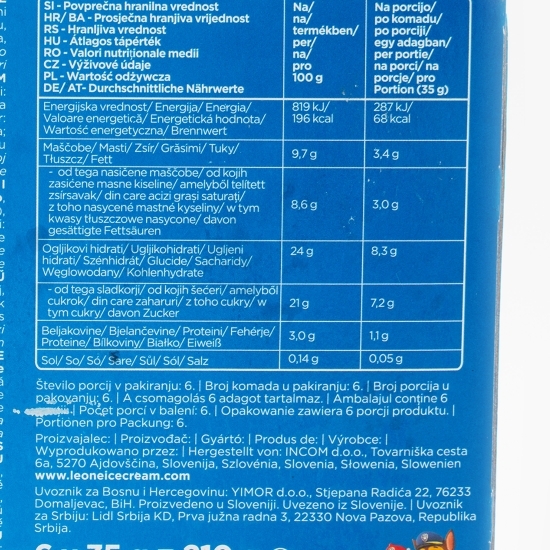 SI - Povprečna hranilna vrednost
HR/ BA - Prosječna hranjiva vrijednost
RS - Hranljiva vrednost
HU - Átlagos tápérték
RO - Valori nutriționale medii
CZ - Výživové údaje
PL - Wartość odżywcza
DE/ AT- Durchschnittliche Nährwerte
Na/
na/
termékben/
per/
na/
pro
100 g
Na porcijo/
po komadu/
po porciji/
egy adagban/
per portie/
na porci/ na
porcje/ pro
Portion (35 g)
Energijska vrednost/ Energija/ Energia/
Valoare energetică/ Energetická hodnota/
Wartość energetyczna/ Brennwert
819 kJ/
196 kcal
287 kJ/
68 kcal
Maščobe/ Masti/ Zsír/ Grăsimi/ Tuky/
Tłuszcz/ Fett
9,7 g
3,4 g
- od tega nasičene maščobe/ od kojih
zasićene masne kiseline/ amelyből telített
zsírsavak/ din care acizi grași saturați/
z toho nasycené mastné kyseliny/ w tym
kwasy tłuszczowe nasycone/ davon
gesättigte Fettsäuren
8,6 g
3,0 g
Ogljikovi hidrati/ Ugljikohidrati/ Ugljeni
hidrati/ Szénhidrát/ Glucide/ Sacharidy/
Węglowodany/ Kohlenhydrate
24 g
8,3 g
- od tega sladkorji/ od kojih šećeri/ amelyből
cukrok/ din care zaharuri/ z toho cukry/ w
tym cukry/ davon Zucker
21 g
7,2 g
Beljakovine/ Bjelančevine/ Proteini/ Fehérje/
Proteine/ Bílkoviny/ Białko/ Eiweiß
3,0 g
1,1 g
Sol/ So/ Só/ Sare/ Sůl/ Sól/ Salz
0,14 g
0,05 g
Število porcij v pakiranju: 6. | Broj komada u pakiranju: 6. | Broj porcija u
pakovanju: 6. | A csomagolás 6 adagot tartalmaz. | Ambalajul conține 6
| Počet porcí v balení: 6. | Opakowanie zawiera 6 porcji produktu. |
Portionen pro Packung: 6.
Proizvajalec: | Proizvođač: | Gyártó: | Produs de: | Výrobce: |
Wyprodukowano przez: | Hergestellt von: INCOM d.o.o., Tovarniška cesta
6a, 5270 Ajdovščina, Slovenija, Szlovénia, Slovenia, Słowenia, Slowenien
www.leoneicecream.com
Uvoznik za Bosnu i Hercegovinu: YIMOR d.o.o., Stjepana Radića 22, 76233
Domaljevac, BiH. Proizvedeno u Sloveniji. Uvezeno iz Slovenije. | Uvoznik
za Srbiju: Lidl Srbija KD, Prva južna radna 3, 22330 Nova Pazova, Republika
Srbija.